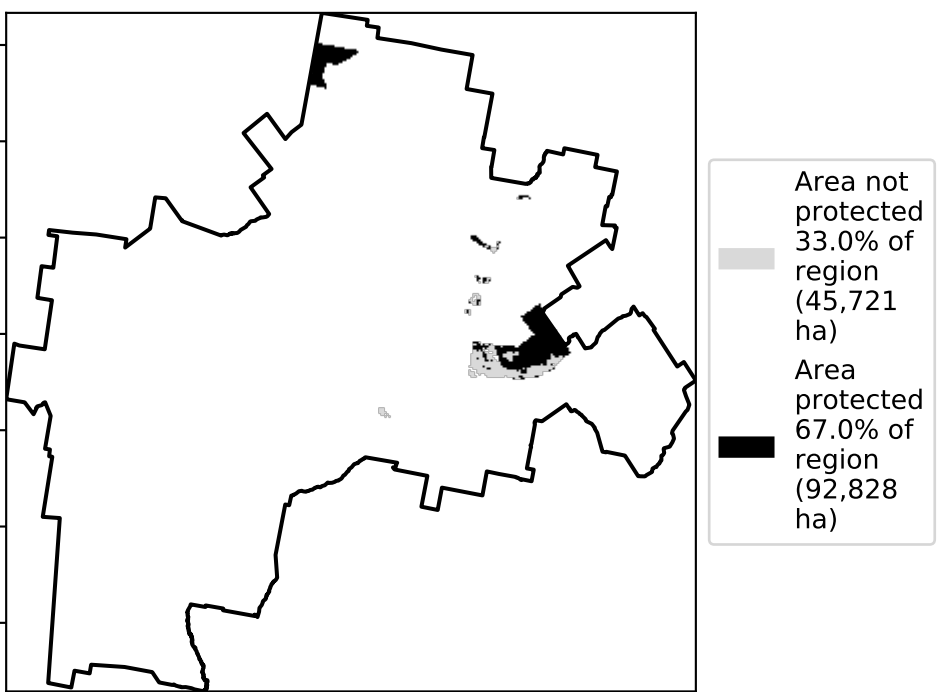 Area not
protected
33.0% of
region
(45,721
ha)
Area
protected
67.0% of
region
(92,828
ha)